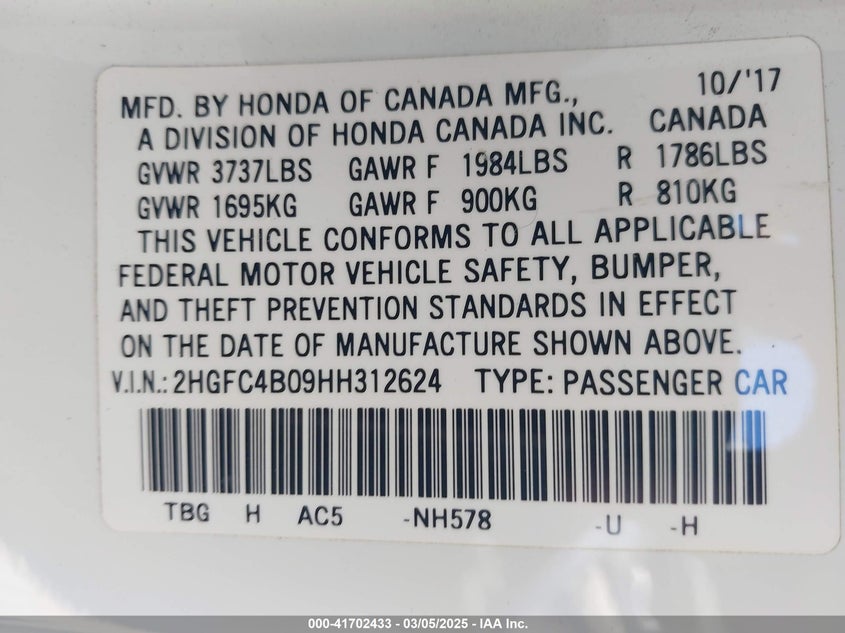 10/'17
MFD. BY HONDA OF CANADA MFG.,
A DIVISION OF HONDA CANADA INC. CANADA
GVWR 3737LBS GAWR F 1984LBS R 1786LBS
GVWR 1695KG GAWR F 900KG R 810KG
THIS VEHICLE CONFORMS TO ALL APPLICABLE
FEDERAL MOTOR VEHICLE SAFETY, BUMPER,
AND THEFT PREVENTION STANDARDS IN EFFECT
ON THE DATE OF MANUFACTURE SHOWN ABOVE.
V.I.N.: 2HGFC4B09HH312624 TYPE: PASSENGER CAR
TBG H AC5 -NH578 -U -H
000-41702433 - 03/05/2025 - IAA Inc.